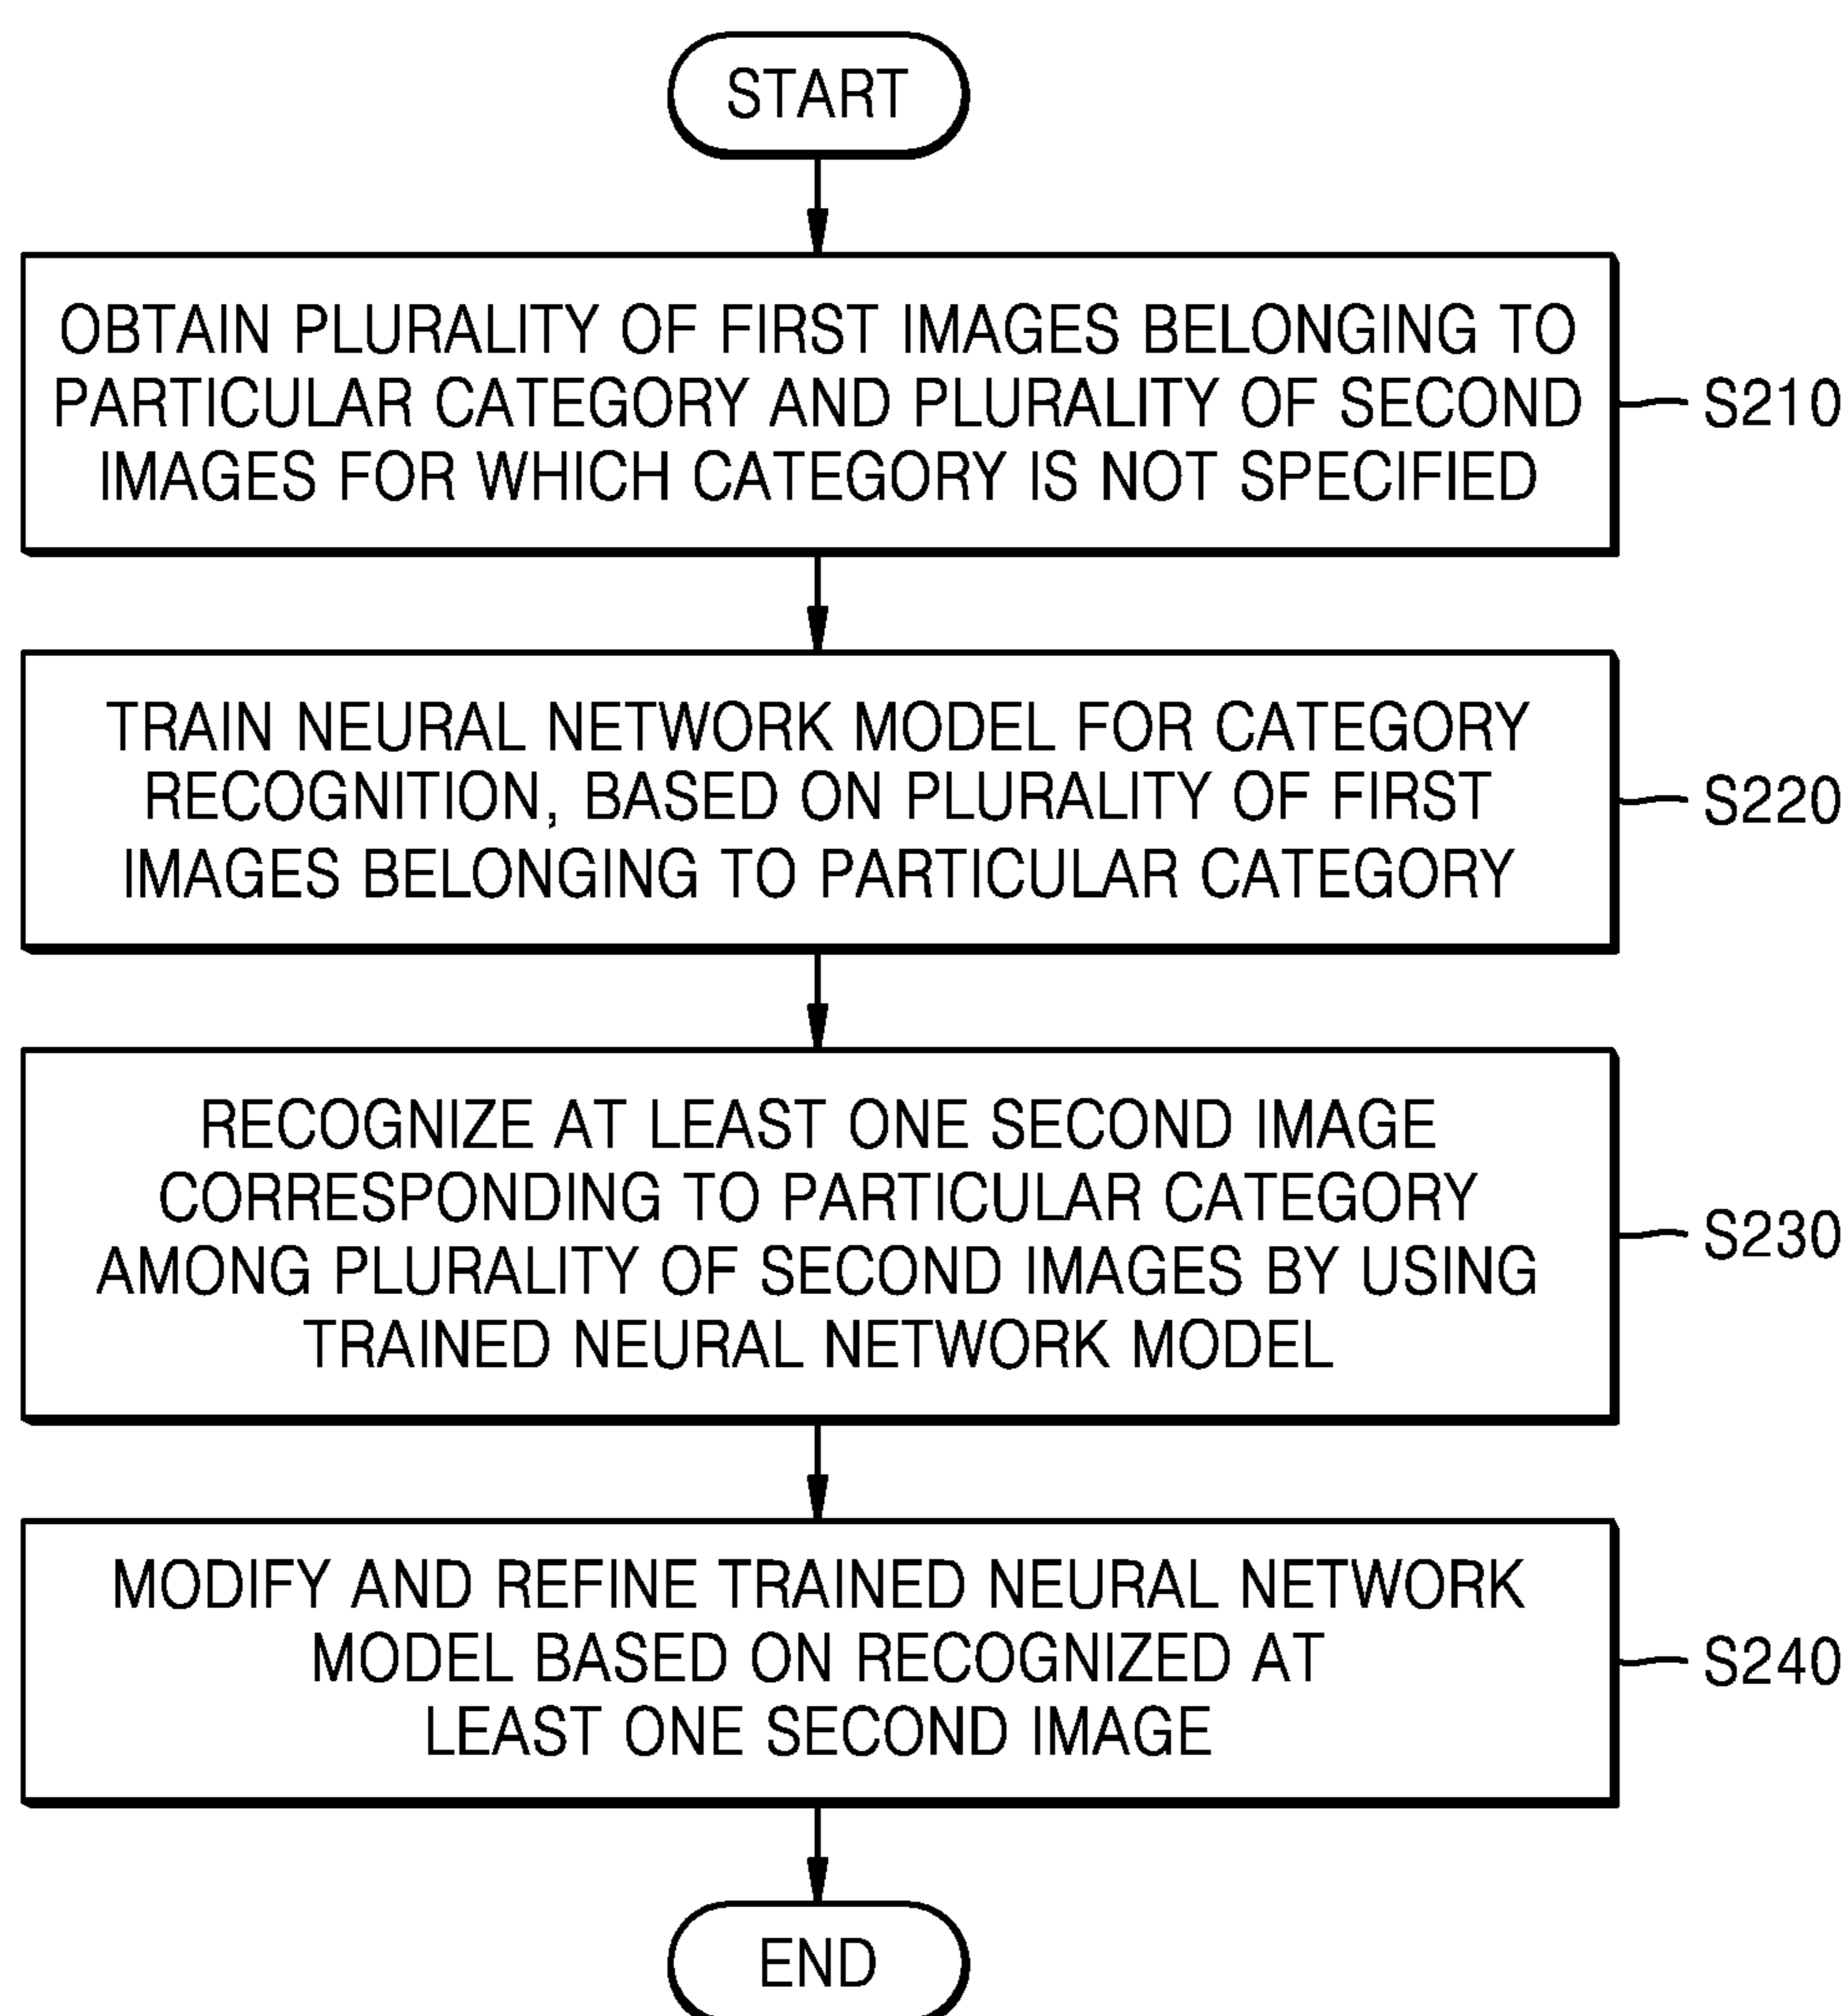 START
OBTAIN PLURALITY OF FIRST IMAGES BELONGING TO
PARTICULAR CATEGORY AND PLURALITY OF SECOND
IMAGES FOR WHICH CATEGORY IS NOT SPECIFIED
S210
TRAIN NEURAL NETWORK MODEL FOR CATEGORY
RECOGNITION, BASED ON PLURALITY OF FIRST
IMAGES BELONGING TO PARTICULAR CATEGORY
S220
RECOGNIZE AT LEAST ONE SECOND IMAGE
CORRESPONDING TO PARTICULAR CATEGORY
AMONG PLURALITY OF SECOND IMAGES BY USING
TRAINED NEURAL NETWORK MODEL
S230
MODIFY AND REFINE TRAINED NEURAL NETWORK
MODEL BASED ON RECOGNIZED AT
LEAST ONE SECOND IMAGE
S240
END